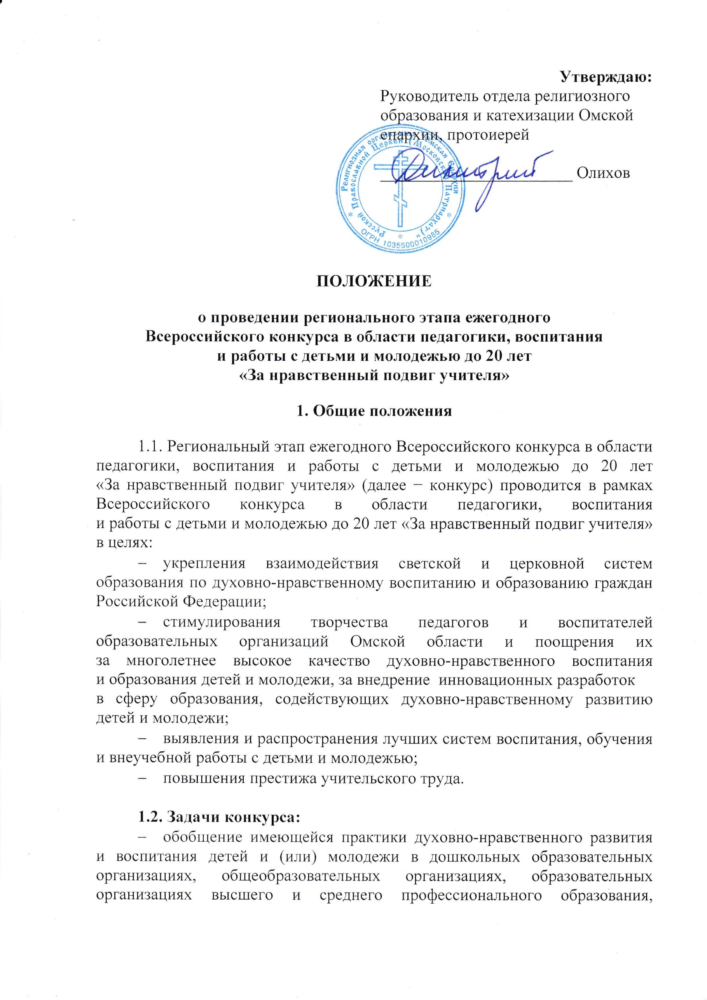 Утверждаю:
Руководитель отдела религиозного
образования и катехизации Омской
епархии, протоиерей
Димитрий Олихов
Религиозная организация "Омская Епархия
Русской Православной Церкви (Московский Патриархат)"
ОГРН 1035500010985
ПОЛОЖЕНИЕ
о проведении регионального этапа ежегодного
Всероссийского конкурса в области педагогики, воспитания
и работы с детьми и молодежью до 20 лет
«За нравственный подвиг учителя»
1. Общие положения
1.1. Региональный этап ежегодного Всероссийского конкурса в области
педагогики, воспитания и работы с детьми и молодежью до 20 лет
«За нравственный подвиг учителя» (далее – конкурс) проводится в рамках
Всероссийского конкурса в области педагогики, воспитания
и работы с детьми и молодежью до 20 лет «За нравственный подвиг учителя»
в целях:
– укрепления взаимодействия светской и церковной систем
образования по духовно-нравственному воспитанию и образованию граждан
Российской Федерации;
– стимулирования творчества педагогов и воспитателей
образовательных организаций Омской области и поощрения их
за многолетнее высокое качество духовно-нравственного воспитания
и образования детей и молодежи, за внедрение инновационных разработок
в сферу образования, содействующих духовно-нравственному развитию
детей и молодежи;
– выявления и распространения лучших систем воспитания, обучения
и внеучебной работы с детьми и молодежью;
– повышения престижа учительского труда.
1.2. Задачи конкурса:
– обобщение имеющейся практики духовно-нравственного развития
и воспитания детей и (или) молодежи в дошкольных образовательных
организациях, общеобразовательных организациях, образовательных
организациях высшего и среднего профессионального образования,